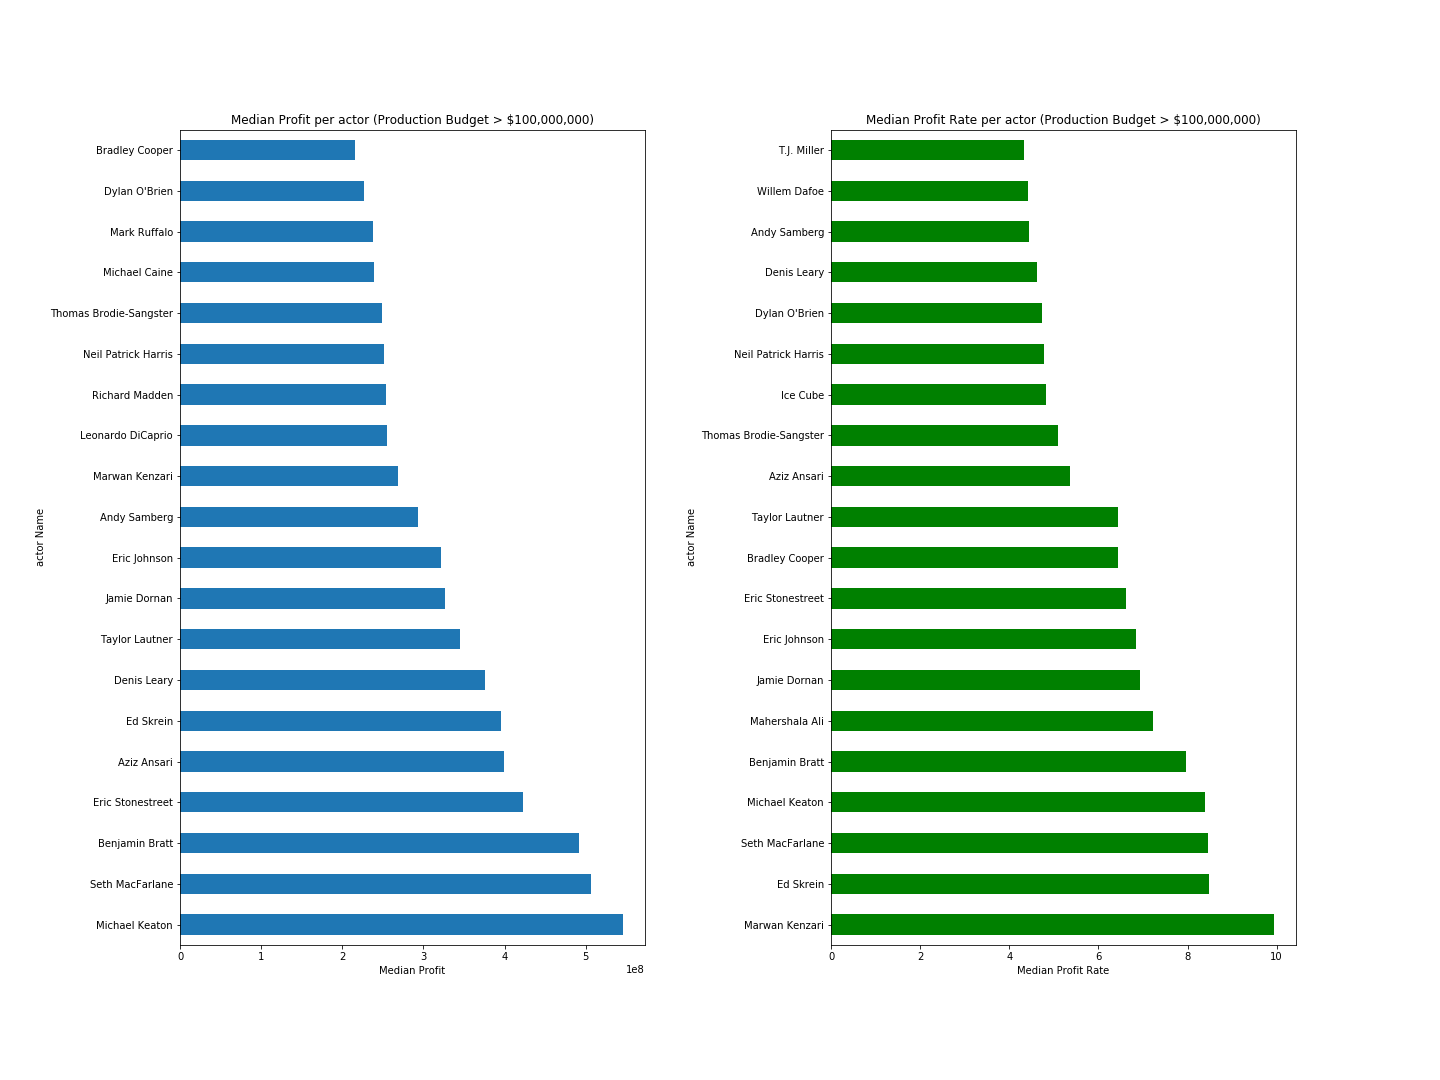 Median Profit per actor (Production Budget > $100,000,000)
actor Name
Bradley Cooper
Dylan O'Brien
Mark Ruffalo
Michael Caine
Thomas Brodie-Sangster
Neil Patrick Harris
Richard Madden
Leonardo DiCaprio
Marwan Kenzari
Andy Samberg
Eric Johnson
Jamie Dornan
Taylor Lautner
Denis Leary
Ed Skrein
Aziz Ansari
Eric Stonestreet
Benjamin Bratt
Seth MacFarlane
Michael Keaton
0 1 2 3 4 5
1e8
Median Profit
Median Profit Rate per actor (Production Budget > $100,000,000)
actor Name
T.J. Miller
Willem Dafoe
Andy Samberg
Denis Leary
Dylan O'Brien
Neil Patrick Harris
Ice Cube
Thomas Brodie-Sangster
Aziz Ansari
Taylor Lautner
Bradley Cooper
Eric Stonestreet
Eric Johnson
Jamie Dornan
Mahershala Ali
Benjamin Bratt
Michael Keaton
Seth MacFarlane
Ed Skrein
Marwan Kenzari
0 2 4 6 8 10
Median Profit Rate